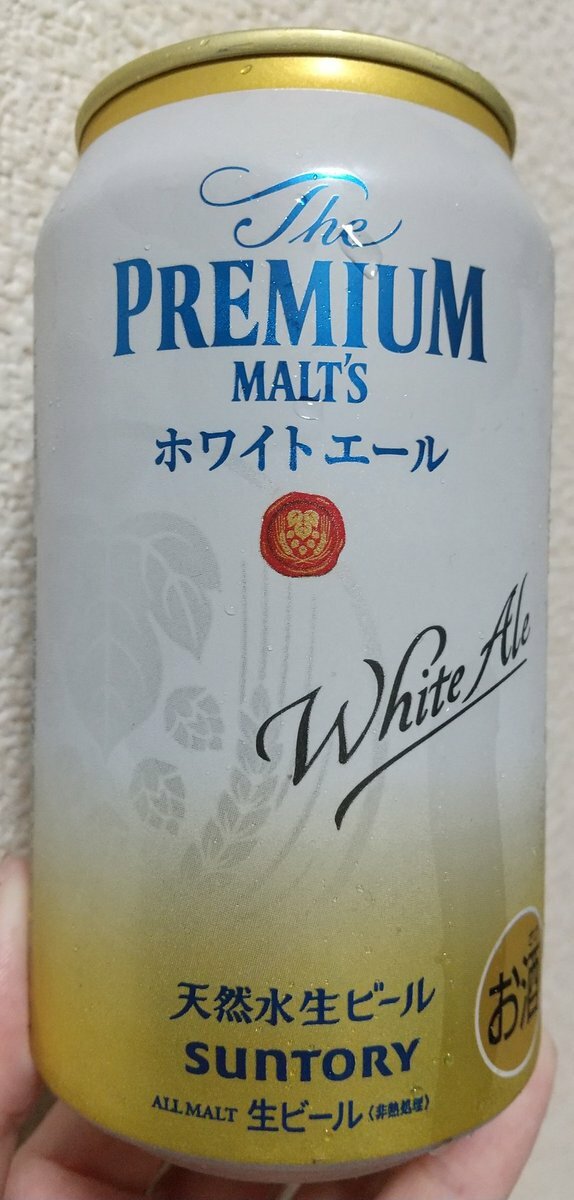 The
PREMIUM
MALT'S
ホワイトエール
White Ale
天然水生ビール
SUNTORY
ALL MALT 生ビール〈非熱処理〉
お酒